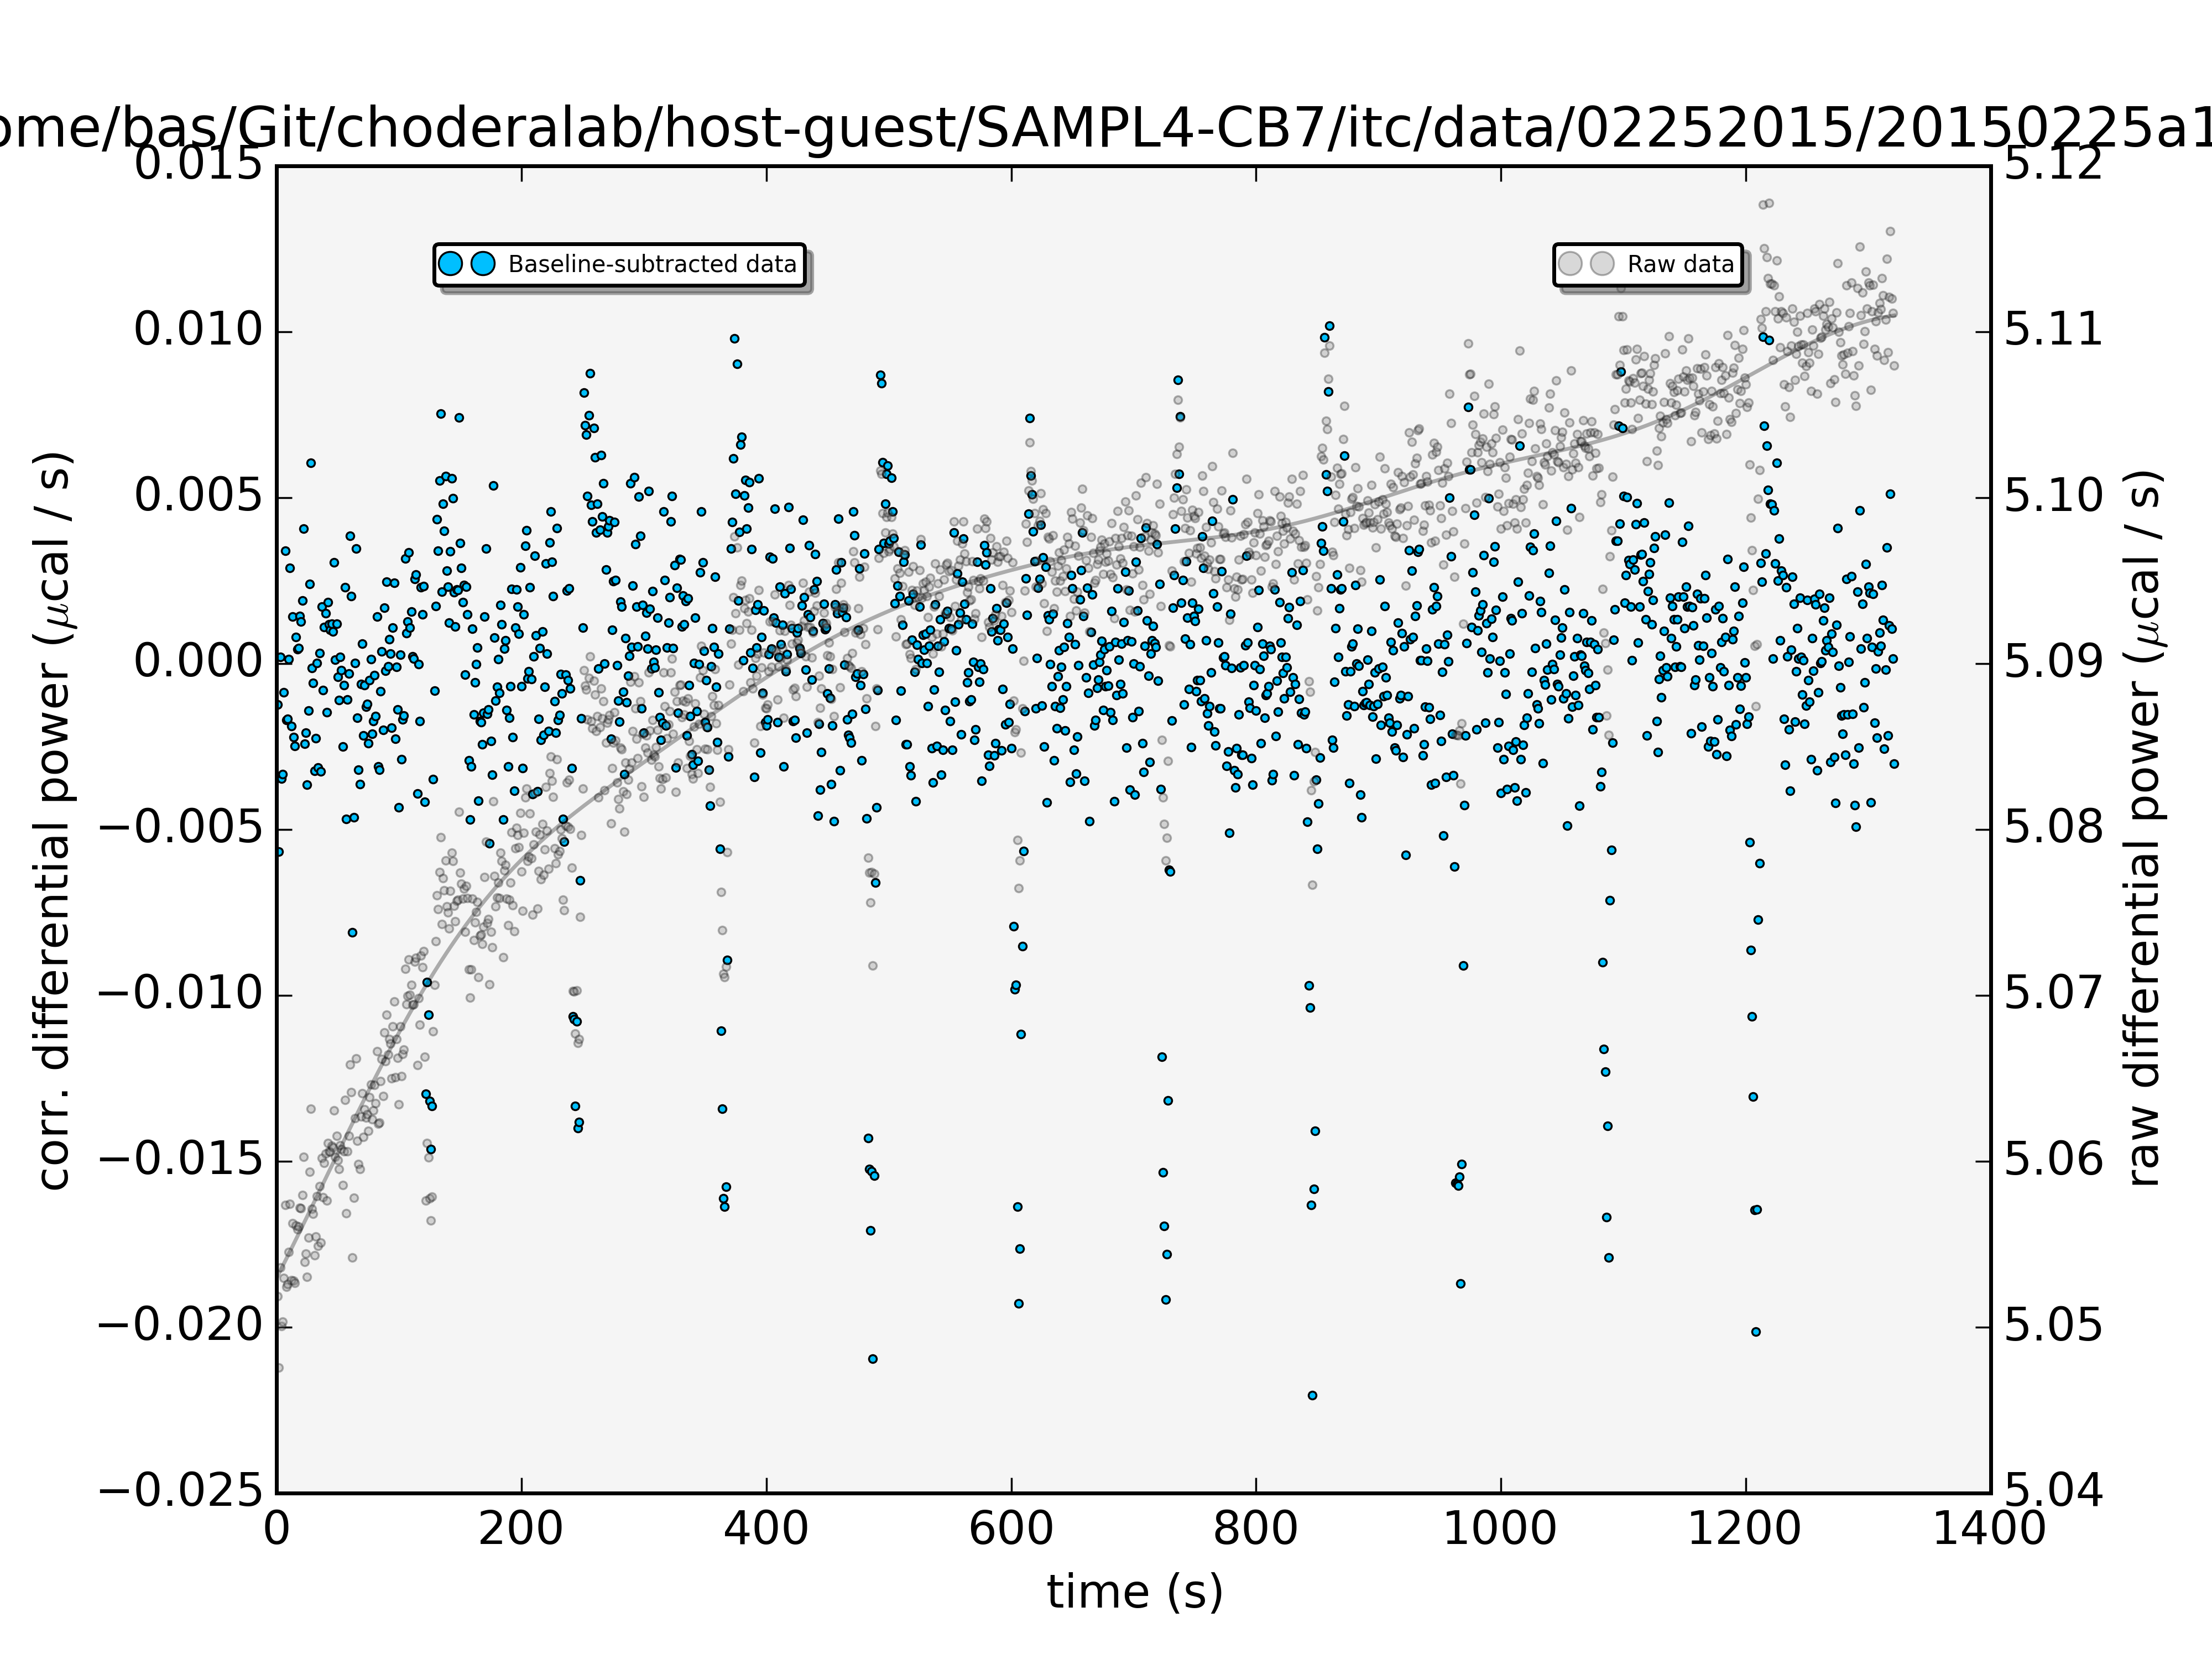 ome/bas/Git/choderalab/host-guest/SAMPL4-CB7/itc/data/02252015/20150225a1
Baseline-subtracted data
Raw data
corr. differential power (μcal / s)
0.015
0.010
0.005
0.000
−0.005
−0.010
−0.015
−0.020
−0.025
5.12
5.11
5.10
5.09
5.08
5.07
5.06
5.05
5.04
raw differential power (μcal / s)
0 200 400 600 800 1000 1200 1400
time (s)